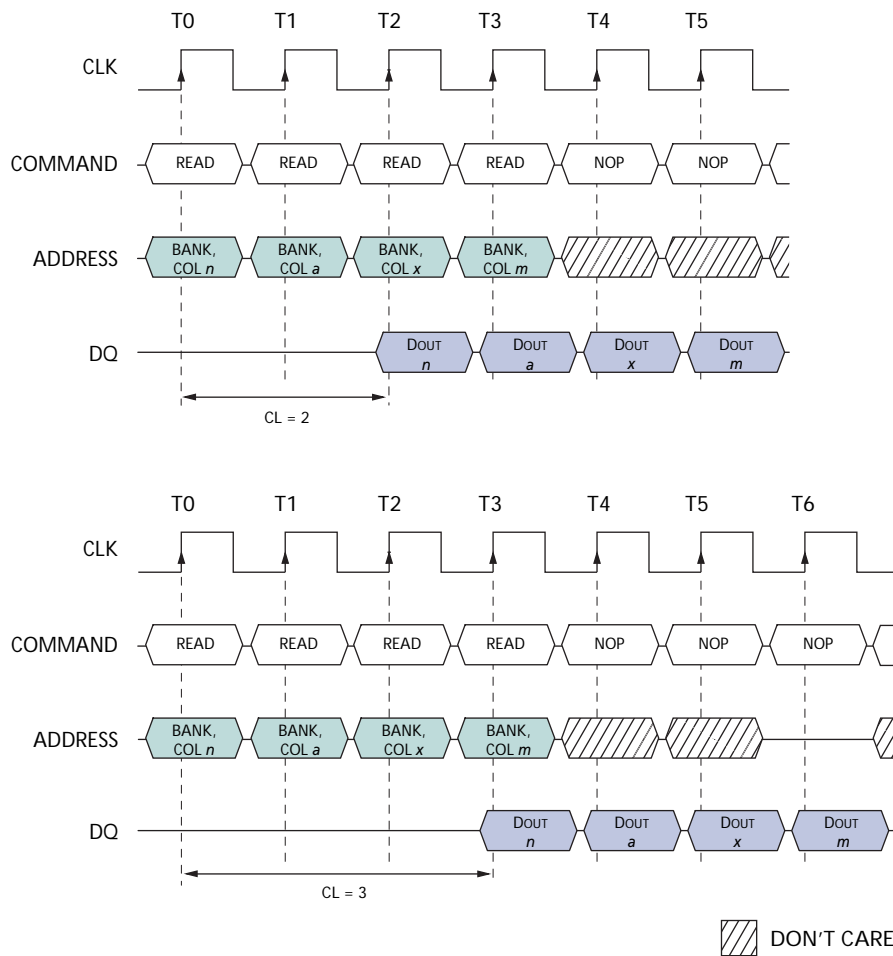 T0 T1 T2 T3 T4 T5
CLK
COMMAND READ READ READ READ NOP NOP
ADDRESS BANK, COL n BANK, COL a BANK, COL x BANK, COL m
DQ DOUT n DOUT a DOUT x DOUT m
CL = 2
T0 T1 T2 T3 T4 T5 T6
CLK
COMMAND READ READ READ READ NOP NOP NOP
ADDRESS BANK, COL n BANK, COL a BANK, COL x BANK, COL m
DQ DOUT n DOUT a DOUT x DOUT m
CL = 3
DON'T CARE